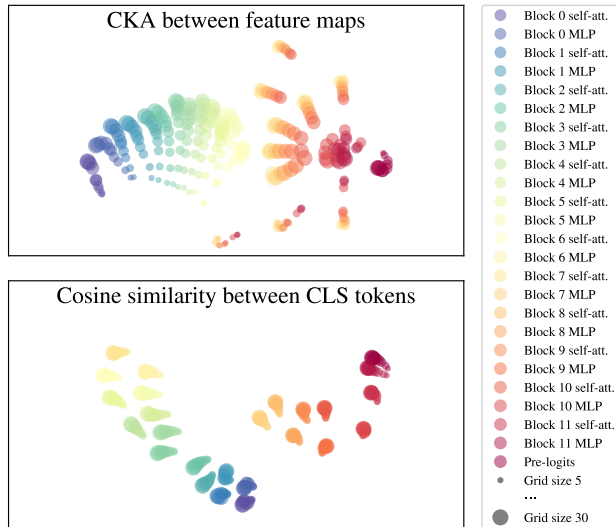 CKA between feature maps
Cosine similarity between CLS tokens
Block 0 self-att.
Block 0 MLP
Block 1 self-att.
Block 1 MLP
Block 2 self-att.
Block 2 MLP
Block 3 self-att.
Block 3 MLP
Block 4 self-att.
Block 4 MLP
Block 5 self-att.
Block 5 MLP
Block 6 self-att.
Block 6 MLP
Block 7 self-att.
Block 7 MLP
Block 8 self-att.
Block 8 MLP
Block 9 self-att.
Block 9 MLP
Block 10 self-att.
Block 10 MLP
Block 11 self-att.
Block 11 MLP
Pre-logits
Grid size 5
...
Grid size 30